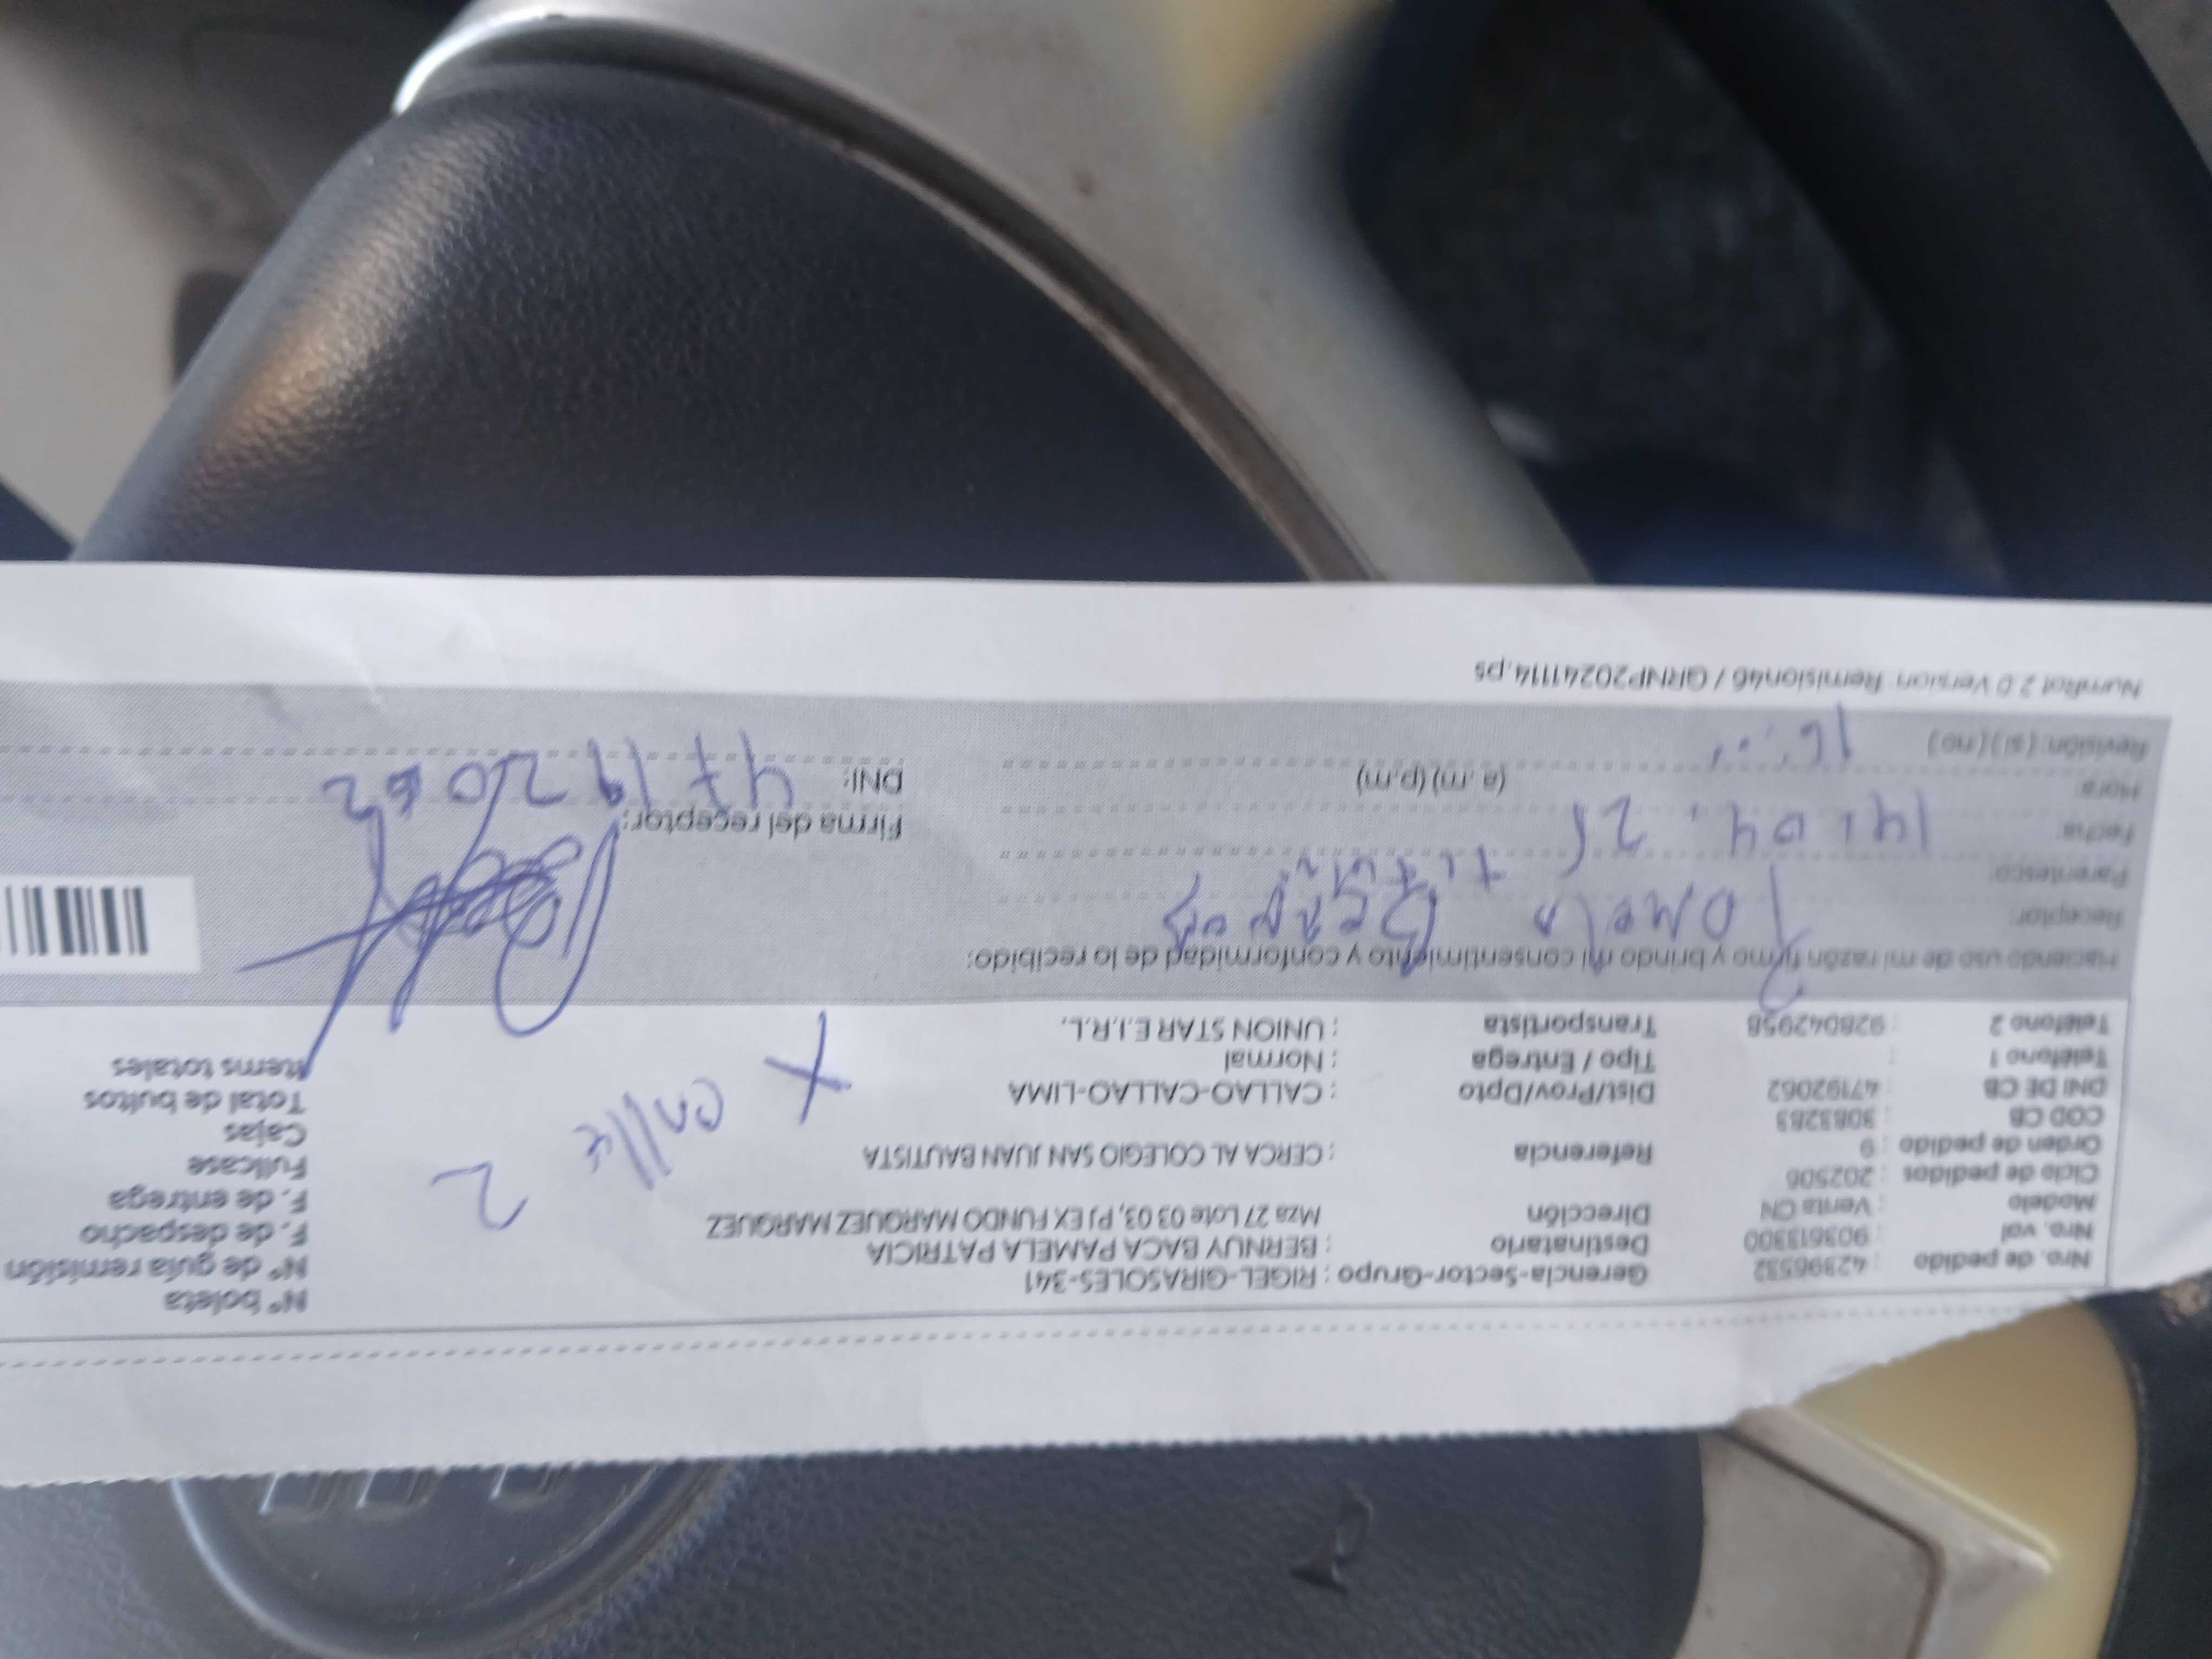 Nº boleta
Nº de guía remisión
F. de despacho
F. de entrega
Fullcase
Cajas
Total de bultos
Items totales
Nro. de pedido : 42396532 Gerencia-Sector-Grupo : RIGEL-GIRASOLES-341
Nro. val : 903613300 Destinatario : BERNUY BACA PAMELA PATRICIA
Modelo : Venta CN Dirección Mza 27 Lote 03 03, PJ EX FUNDO MARQUEZ MARQUEZ
Ciclo de pedidos : 202506
Orden de pedido : 9 Referencia : CERCA AL COLEGIO SAN JUAN BAUTISTA
COD CB : 3083283
DNI DE CB : 47192062 Dist/Prov/Dpto : CALLAO-CALLAO-LIMA
Teléfono 1 : Tipo / Entrega : Normal
Teléfono 2 : 928042958 Transportista : UNION STAR E.I.R.L.
X calle 2
Haciendo uso de mi razón firmo y brindo mi consentimiento y conformidad de lo recibido:
Receptor: Pamela
Parentesco:
Fecha: 14.04.25
Hora: (a.m) (p.m)
Revisión: (si) (no)
Firma del receptor:
DNI: 47192062
NumRot 2.0 Version: Remision46 / GRNP20241114.ps